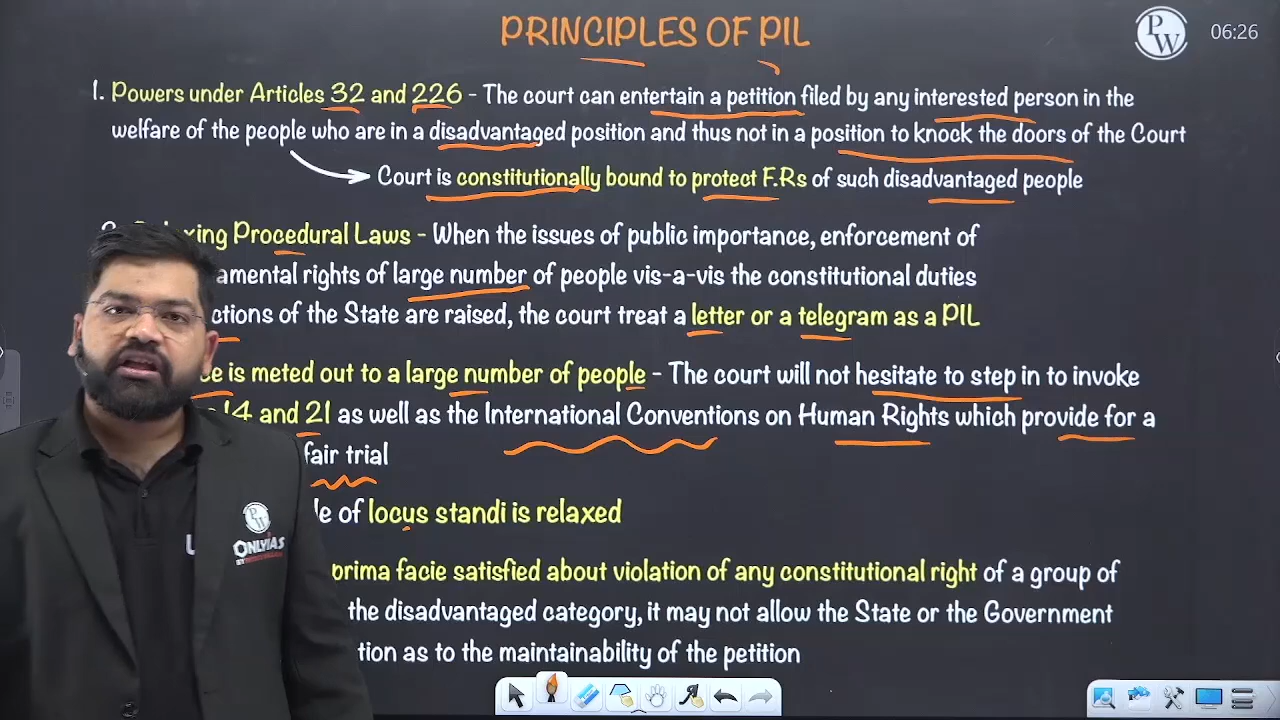 PRINCIPLES OF PIL
PW
06:26
1. Powers under Articles 32 and 226 - The court can entertain a petition filed by any interested person in the
welfare of the people who are in a disadvantaged position and thus not in a position to knock the doors of the Court
Court is constitutionally bound to protect F.Rs of such disadvantaged people
xing Procedural Laws - When the issues of public importance, enforcement of
amental rights of large number of people vis-a-vis the constitutional duties
ctions of the State are raised, the court treat a letter or a telegram as a PIL
ce is meted out to a large number of people - The court will not hesitate to step in to invoke
14 and 21 as well as the International Conventions on Human Rights which provide for a
fair trial
le of locus standi is relaxed
prima facie satisfied about violation of any constitutional right of a group of
the disadvantaged category, it may not allow the State or the Government
tion as to the maintainability of the petition
PW
ONLYIAS